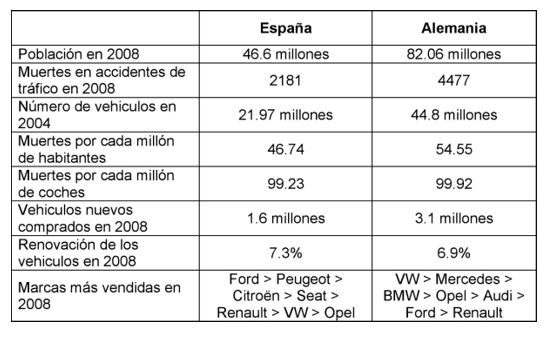 España Alemania
Población en 2008 46.6 millones 82.06 millones
Muertes en accidentes de
tráfico en 2008 2181 4477
Número de vehiculos en
2004 21.97 millones 44.8 millones
Muertes por cada millón
de habitantes 46.74 54.55
Muertes por cada millón
de coches 99.23 99.92
Vehiculos nuevos
comprados en 2008 1.6 millones 3.1 millones
Renovación de los
vehiculos en 2008 7.3% 6.9%
Marcas más vendidas en
2008
Ford > Peugeot >
Citroën > Seat >
Renault > VW > Opel
VW > Mercedes >
BMW > Opel > Audi >
Ford > Renault